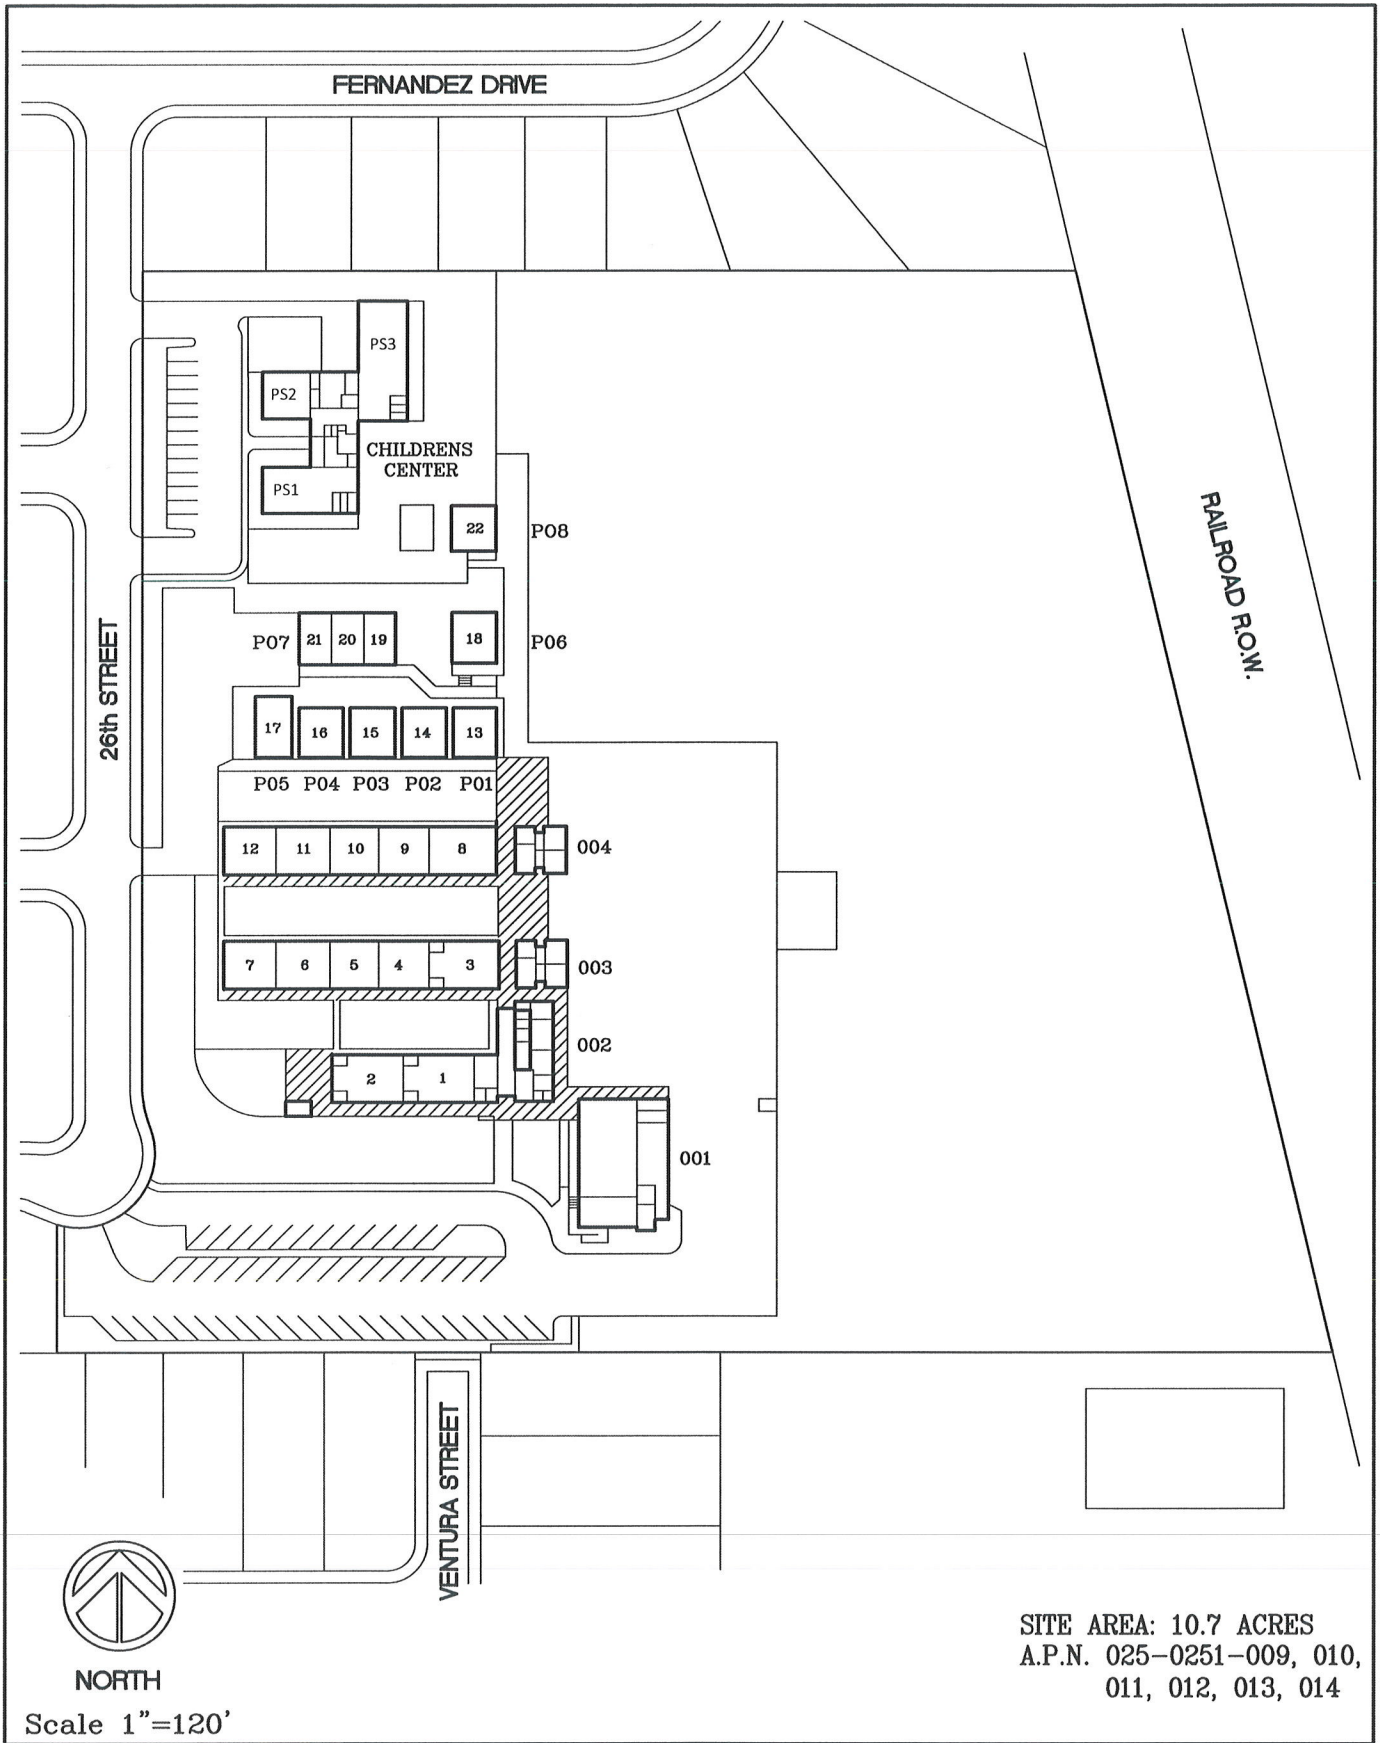 FERNANDEZ DRIVE
PS3
PS2
CHILDRENS
CENTER
PS1
22
P08
RAILROAD R.O.W.
26th STREET
P07
21 20 19
18
P06
17 16 15 14 13
P05 P04 P03 P02 P01
12 11 10 9 8
004
7 6 5 4 3
003
002
2 1
001
VENTURA STREET
NORTH
Scale 1"=120'
SITE AREA: 10.7 ACRES
A.P.N. 025-0251-009, 010,
011, 012, 013, 014